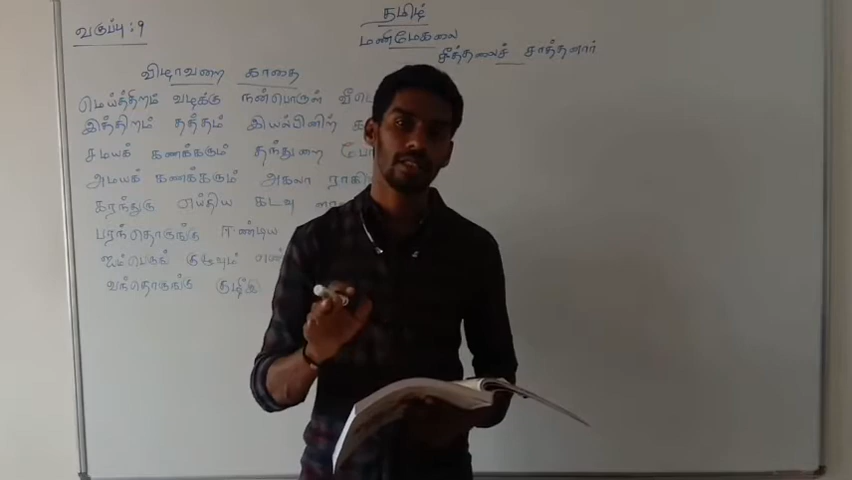 வகுப்பு : 9
தமிழ்
மணிமேகலை
சீத்தலைச் சாத்தனார்
விழாவறை காதை
மெய்த்திறம் வழக்கு நன்பொருள்
இத்திறம் தத்தம் இயல்பினிற்
சமயக் கணக்கரும் தந்துறை
அமயக் கணக்கரும் அகலா ராகி
கரந்துரு எய்திய கடவு
பரந்தொருங்கு ஈண்டிய
ஐம்பெருங் குழுவும் எண்
வந்தொருங்கு குழீஇ